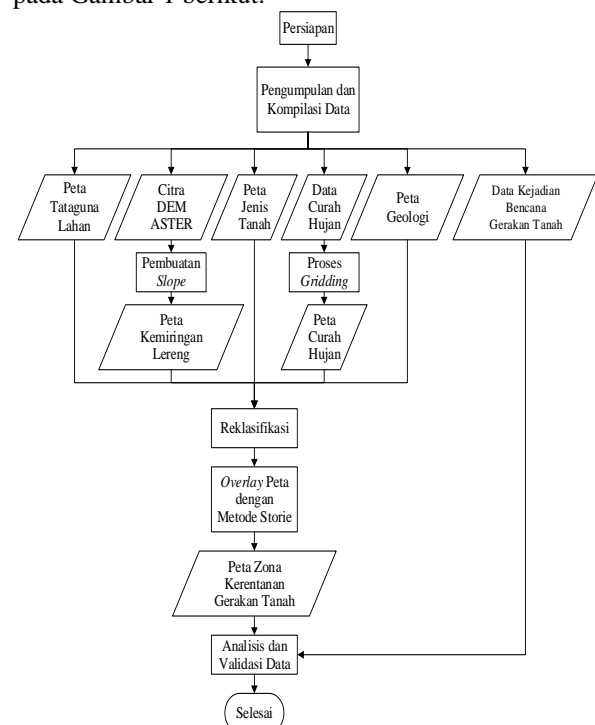 pada Gambar 1 berikut:
Persiapan
Pengumpulan dan
Kompilasi Data
Peta
Tataguna
Lahan
Citra
DEM
ASTER
Peta
Jenis
Tanah
Data
Curah
Hujan
Peta
Geologi
Data Kejadian
Bencana
Gerakan Tanah
Pembuatan
Slope
Proses
Gridding
Peta
Kemiringan
Lereng
Peta
Curah
Hujan
Reklasifikasi
Overlay Peta
dengan
Metode Storie
Peta Zona
Kerentanan
Gerakan Tanah
Analisis dan
Validasi Data
Selesai